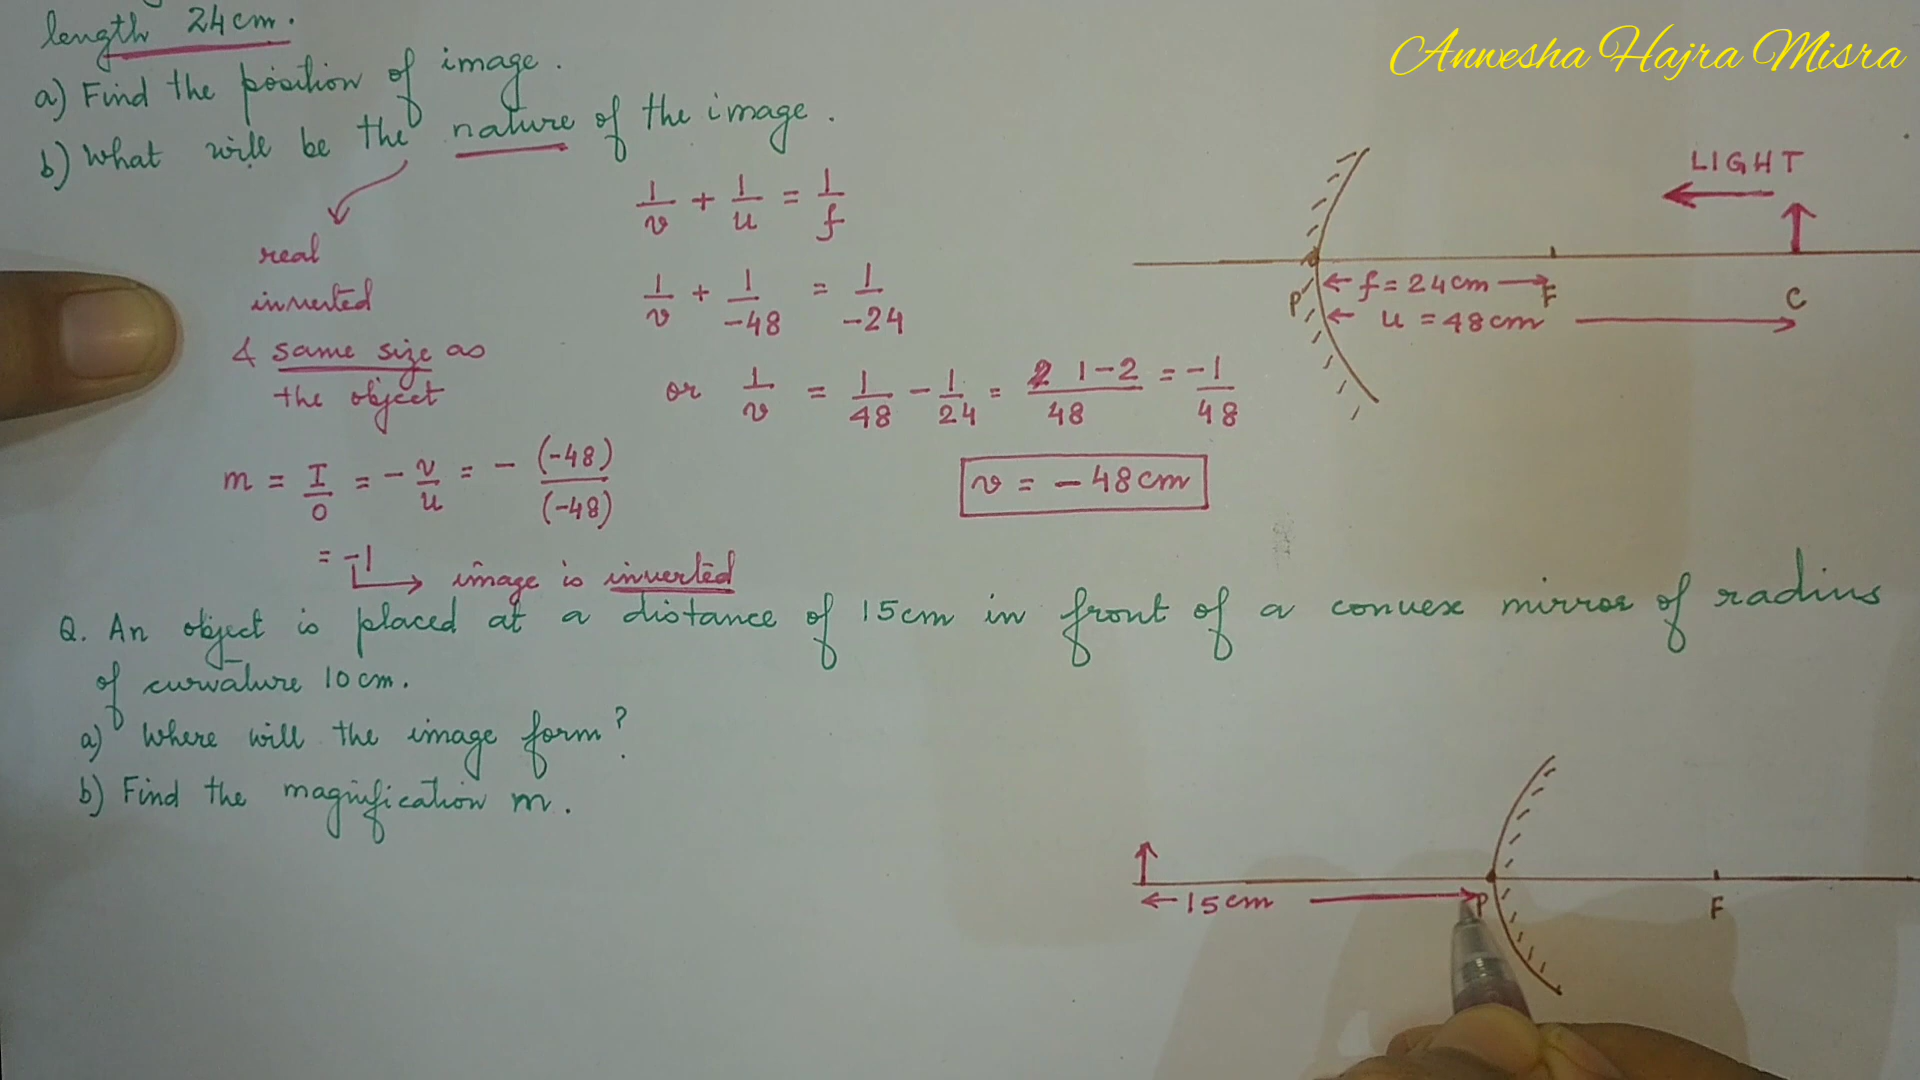 Anwesha Hajra Misra
length 24cm.
a) Find the position of image.
b) What will be the nature of the image.
real
inverted
& same size as
the object
m = I/O = - v/u = - (-48)/(-48)
= -1
image is inverted
1/v + 1/u = 1/f
1/v + 1/-48 = 1/-24
or 1/v = 1/48 - 1/24 = 1-2/48 = -1/48
v = - 48cm
LIGHT
P
f = 24cm
F
C
u = 48cm
Q. An object is placed at a distance of 15cm in front of a convex mirror of radius
of curvature 10cm.
a) Where will the image form?
b) Find the magnification m.
15cm
P
F